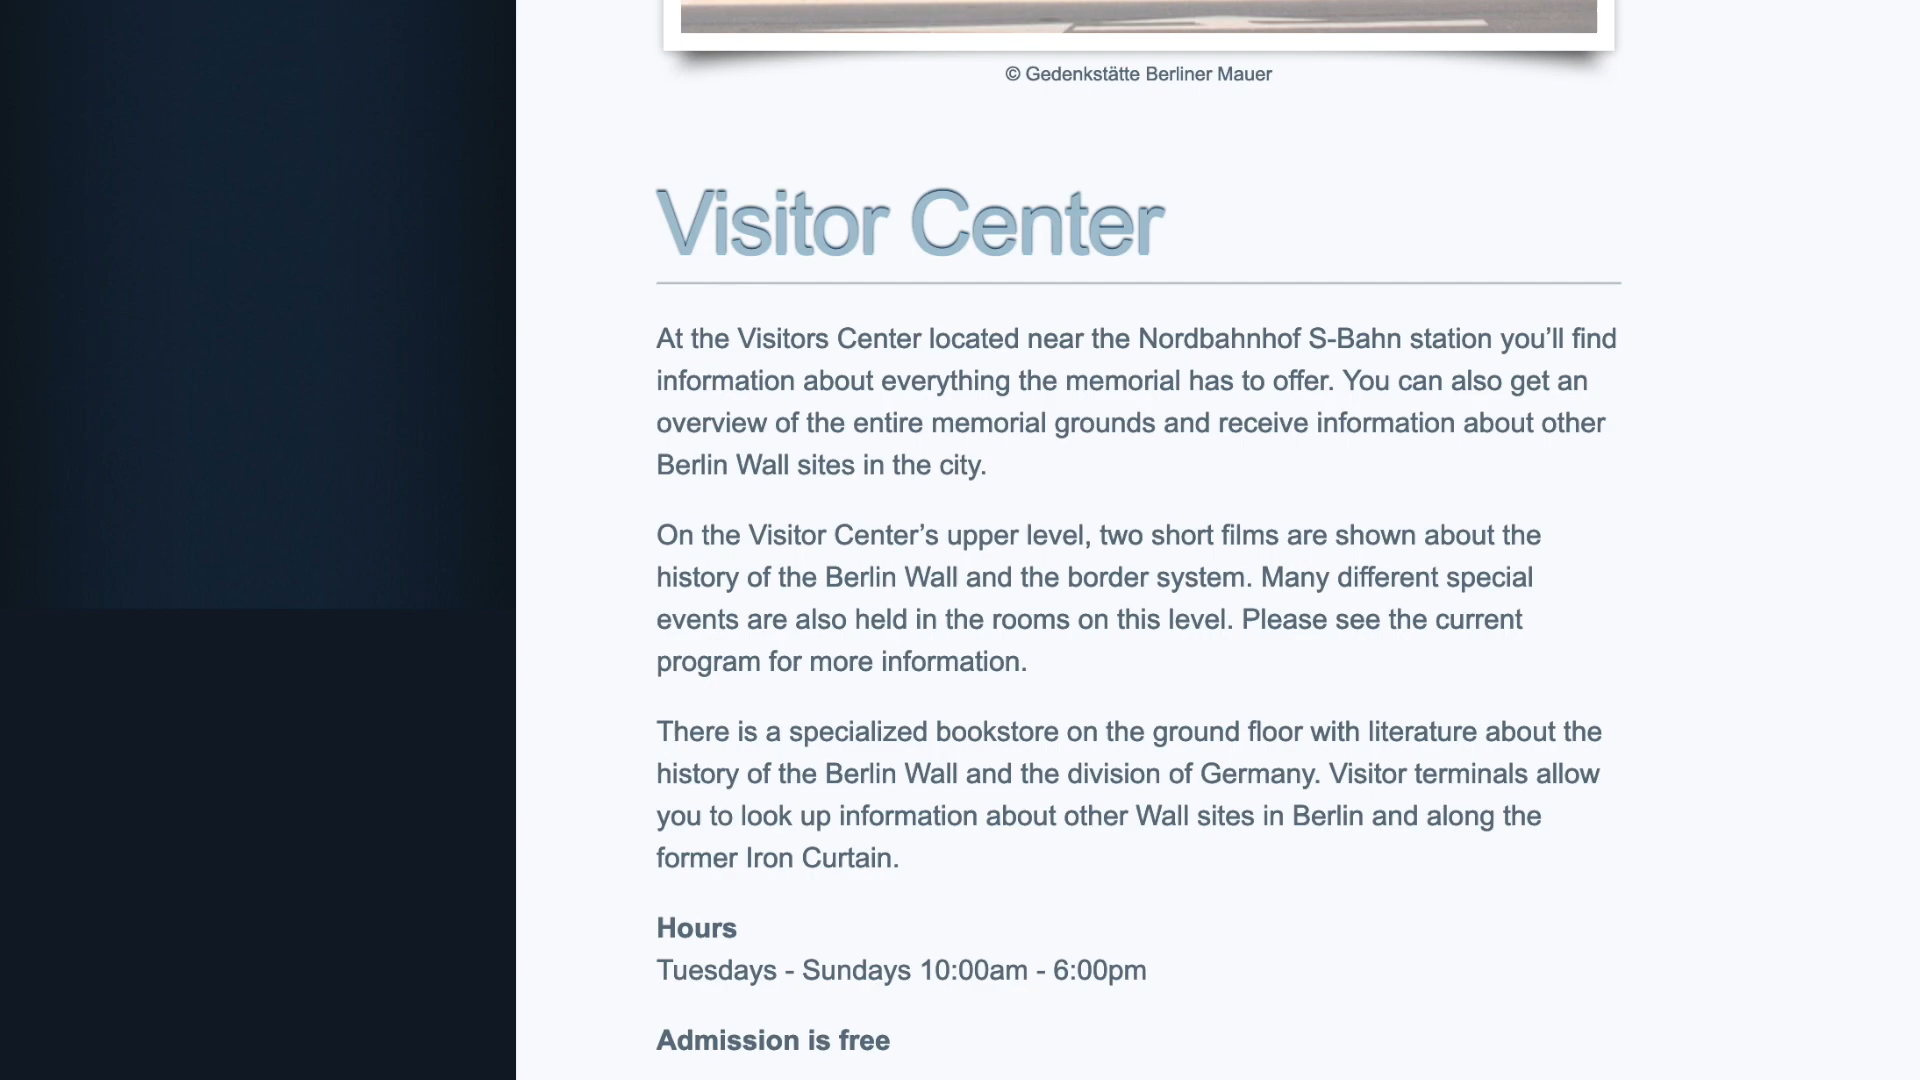 © Gedenkstätte Berliner Mauer
Visitor Center
At the Visitors Center located near the Nordbahnhof S-Bahn station you’ll find
information about everything the memorial has to offer. You can also get an
overview of the entire memorial grounds and receive information about other
Berlin Wall sites in the city.
On the Visitor Center’s upper level, two short films are shown about the
history of the Berlin Wall and the border system. Many different special
events are also held in the rooms on this level. Please see the current
program for more information.
There is a specialized bookstore on the ground floor with literature about the
history of the Berlin Wall and the division of Germany. Visitor terminals allow
you to look up information about other Wall sites in Berlin and along the
former Iron Curtain.
Hours
Tuesdays - Sundays 10:00am - 6:00pm
Admission is free